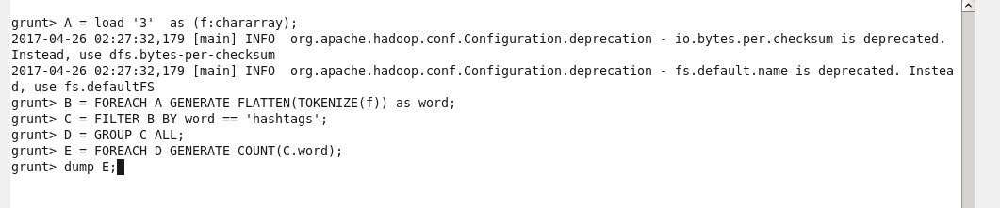 grunt> A = load '3'  as (f:chararray);
2017-04-26 02:27:32,179 [main] INFO  org.apache.hadoop.conf.Configuration.deprecation - io.bytes.per.checksum is deprecated.
Instead, use dfs.bytes-per-checksum
2017-04-26 02:27:32,179 [main] INFO  org.apache.hadoop.conf.Configuration.deprecation - fs.default.name is deprecated. Instea
d, use fs.defaultFS
grunt> B = FOREACH A GENERATE FLATTEN(TOKENIZE(f)) as word;
grunt> C = FILTER B BY word == 'hashtags';
grunt> D = GROUP C ALL;
grunt> E = FOREACH D GENERATE COUNT(C.word);
grunt> dump E;